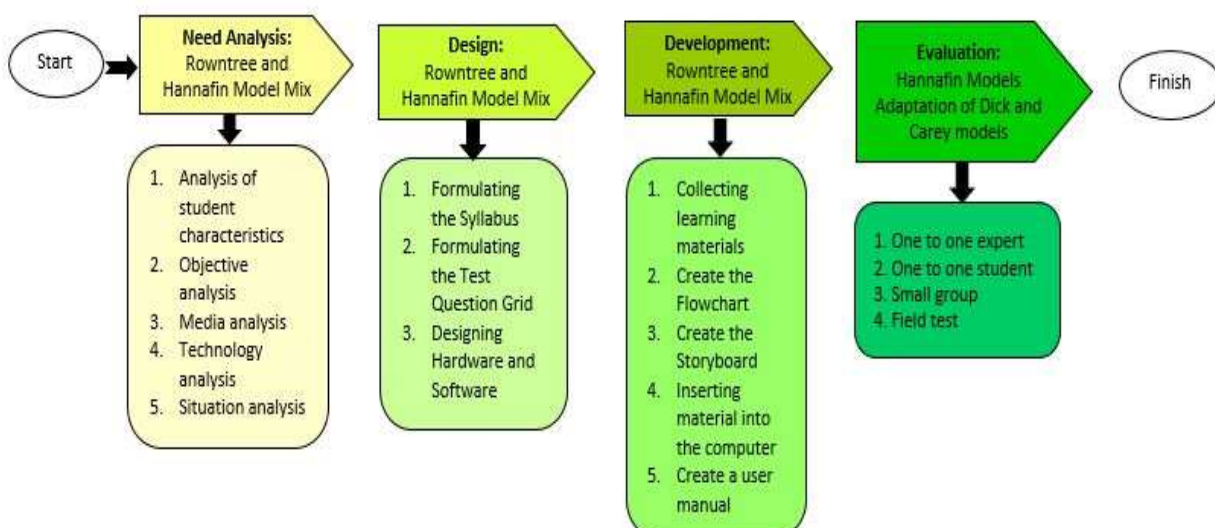 Start
Need Analysis:
Rowntree and
Hannafin Model Mix
Design:
Rowntree and
Hannafin Model Mix
Development:
Rowntree and
Hannafin Model Mix
Evaluation:
Hannafin Models
Adaptation of Dick and
Carey models
Finish
1. Analysis of
student
characteristics
2. Objective
analysis
3. Media analysis
4. Technology
analysis
5. Situation analysis
1. Formulating
the Syllabus
2. Formulating
the Test
Question Grid
3. Designing
Hardware and
Software
1. Collecting
learning
materials
2. Create the
Flowchart
3. Create the
Storyboard
4. Inserting
material into
the computer
5. Create a user
manual
1. One to one expert
2. One to one student
3. Small group
4. Field test